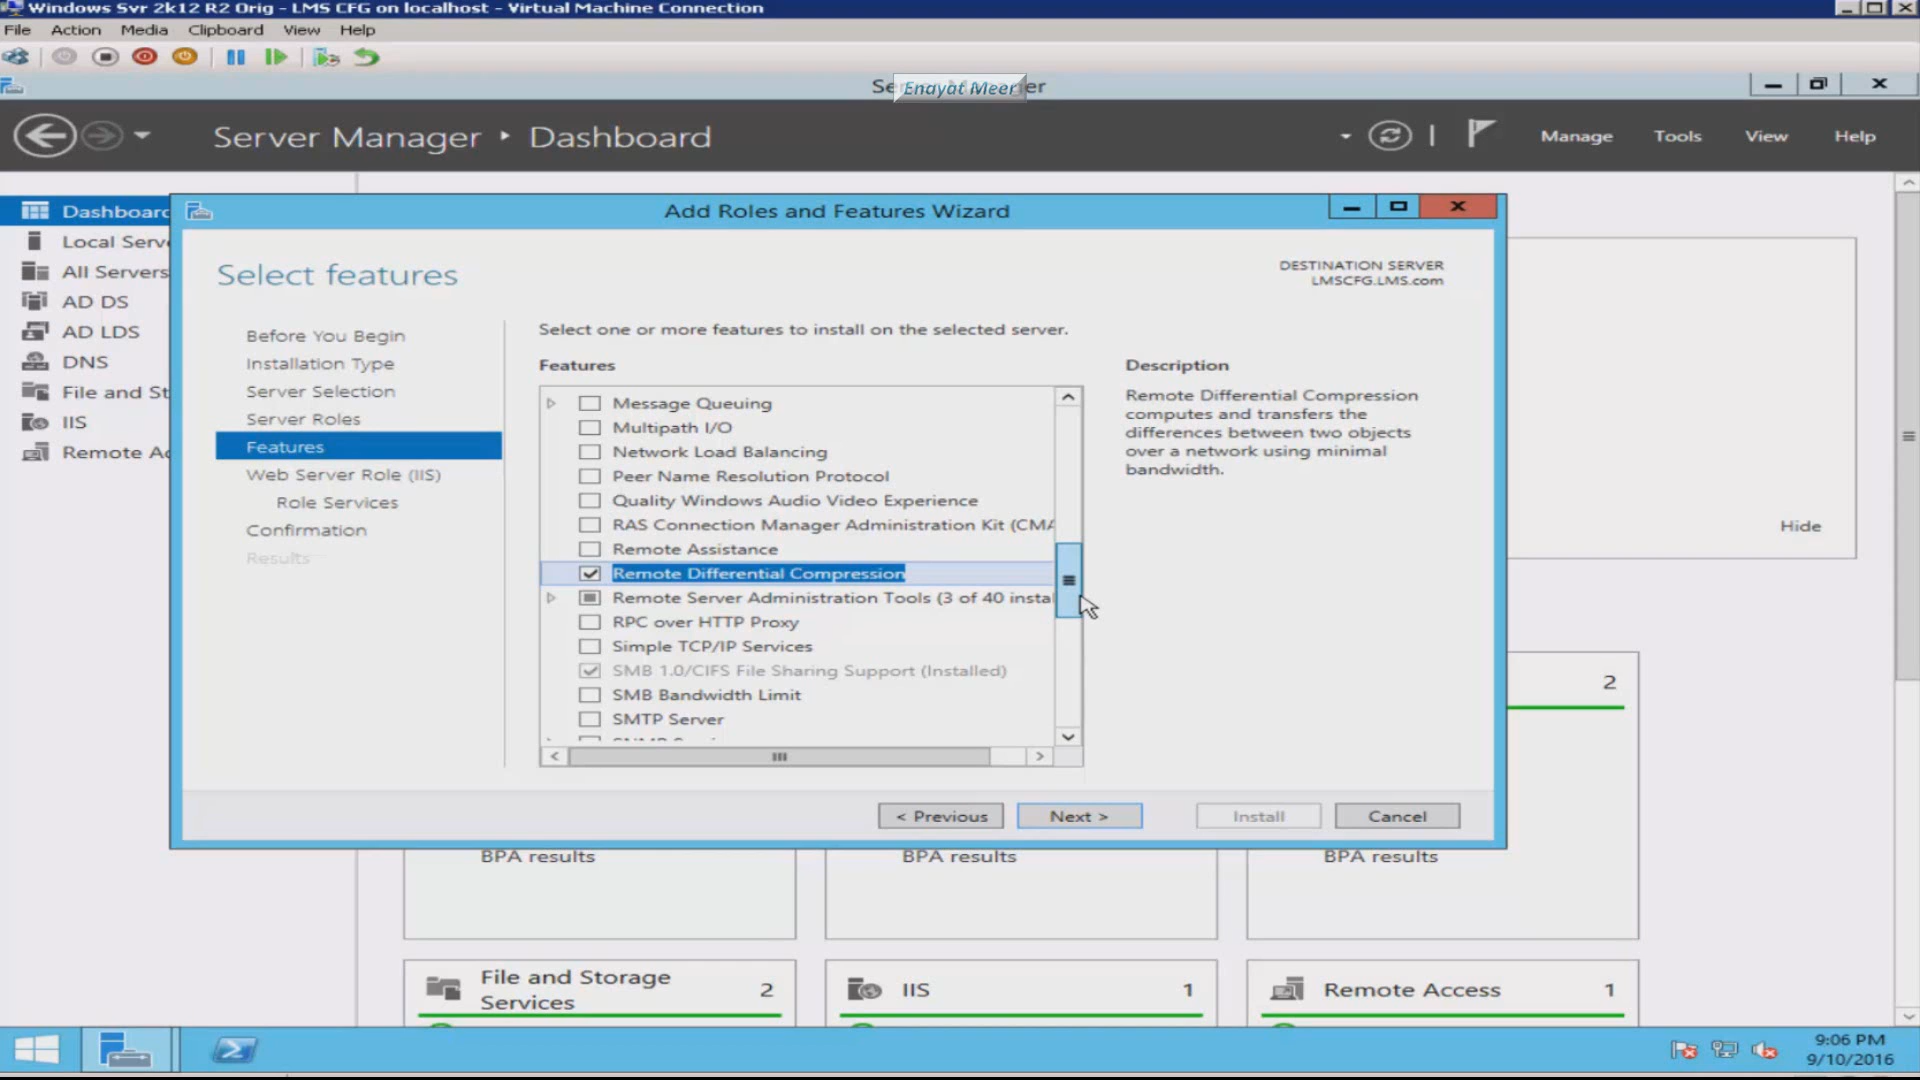 Windows Svr 2k12 R2 Orig - LMS CFG on localhost - Virtual Machine Connection
File Action Media Clipboard View Help
Enayat Meer
Server Manager ‣ Dashboard
Manage Tools View Help
Dashboard
Local Serve
All Servers
AD DS
AD LDS
DNS
File and St
IIS
Remote Ac
Add Roles and Features Wizard
Select features
DESTINATION SERVER
LMSCFG.LMS.com
Before You Begin
Installation Type
Server Selection
Server Roles
Features
Web Server Role (IIS)
Role Services
Confirmation
Results
Select one or more features to install on the selected server.
Features
Message Queuing
Multipath I/O
Network Load Balancing
Peer Name Resolution Protocol
Quality Windows Audio Video Experience
RAS Connection Manager Administration Kit (CMA
Remote Assistance
Remote Differential Compression
Remote Server Administration Tools (3 of 40 instal
RPC over HTTP Proxy
Simple TCP/IP Services
SMB 1.0/CIFS File Sharing Support (Installed)
SMB Bandwidth Limit
SMTP Server
Description
Remote Differential Compression
computes and transfers the
differences between two objects
over a network using minimal
bandwidth.
< Previous
Next >
Install
Cancel
Hide
2
BPA results
BPA results
BPA results
File and Storage
Services
2
IIS
1
Remote Access
1
9:06 PM
9/10/2016